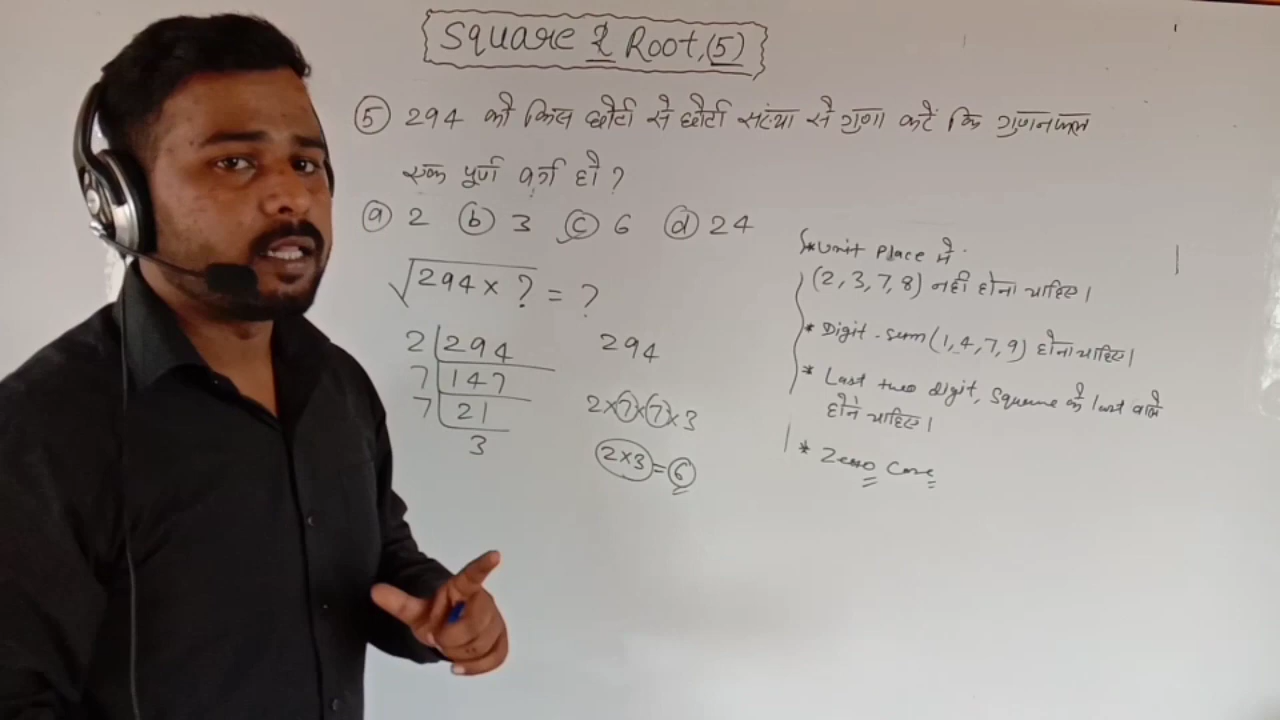 Square & Root, (5)
⑤ 294 को किस छोटी से छोटी संख्या से गुणा करें कि गुणनफल
एक पूर्ण वर्ग हो ?
ⓐ 2 ⓑ 3 ⓒ 6 ⓓ 24
√294 × ? = ?
2 | 294
7 | 147
7 | 21
3
294
2×7×7×3
2×3 = 6
* Unit Place में
(2, 3, 7, 8) नहीं होना चाहिए।
* Digit-Sum (1, 4, 7, 9) होना चाहिए।
* Last two digit, Square के last वाले
होने चाहिए।
* Zero